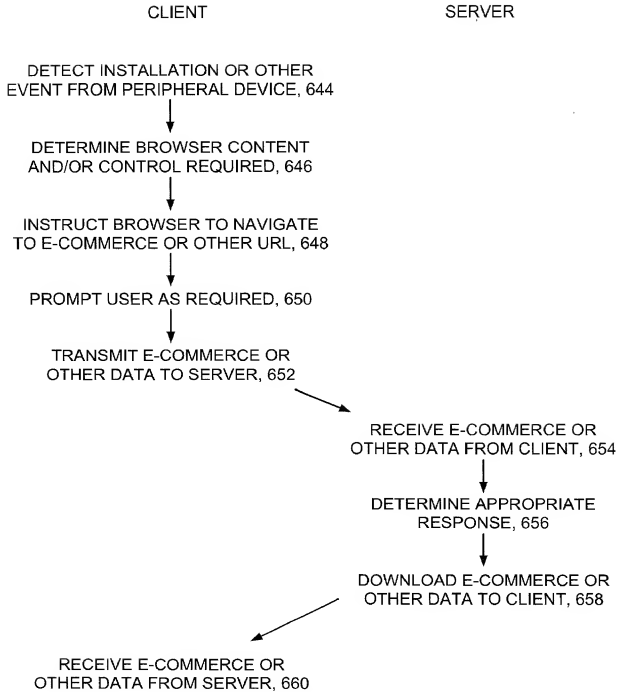 CLIENT
SERVER
DETECT INSTALLATION OR OTHER
EVENT FROM PERIPHERAL DEVICE, 644
DETERMINE BROWSER CONTENT
AND/OR CONTROL REQUIRED, 646
INSTRUCT BROWSER TO NAVIGATE
TO E-COMMERCE OR OTHER URL, 648
PROMPT USER AS REQUIRED, 650
TRANSMIT E-COMMERCE OR
OTHER DATA TO SERVER, 652
RECEIVE E-COMMERCE OR
OTHER DATA FROM CLIENT, 654
DETERMINE APPROPRIATE
RESPONSE, 656
DOWNLOAD E-COMMERCE OR
OTHER DATA TO CLIENT, 658
RECEIVE E-COMMERCE OR
OTHER DATA FROM SERVER, 660